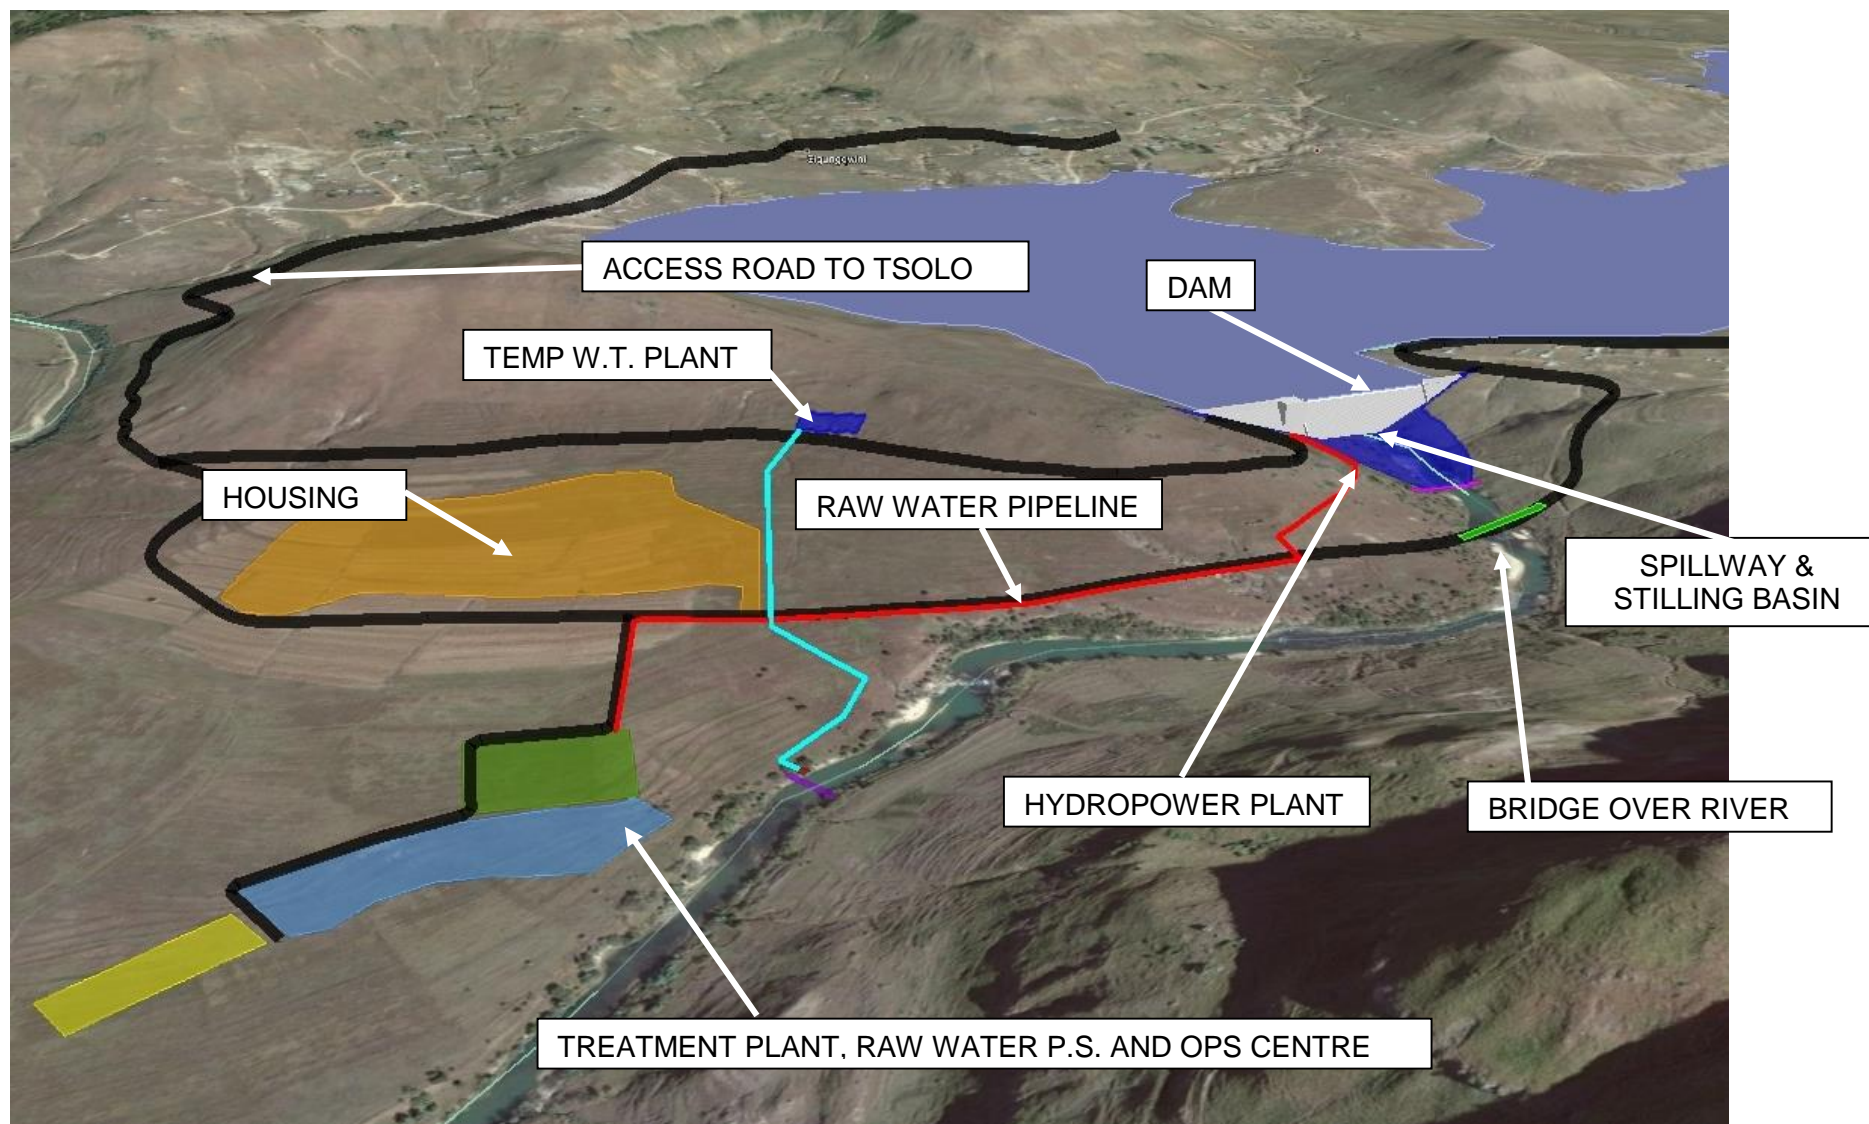 ACCESS ROAD TO TSOLO
DAM
TEMP W.T. PLANT
HOUSING
RAW WATER PIPELINE
SPILLWAY &
STILLING BASIN
HYDROPOWER PLANT
BRIDGE OVER RIVER
TREATMENT PLANT, RAW WATER P.S. AND OPS CENTRE